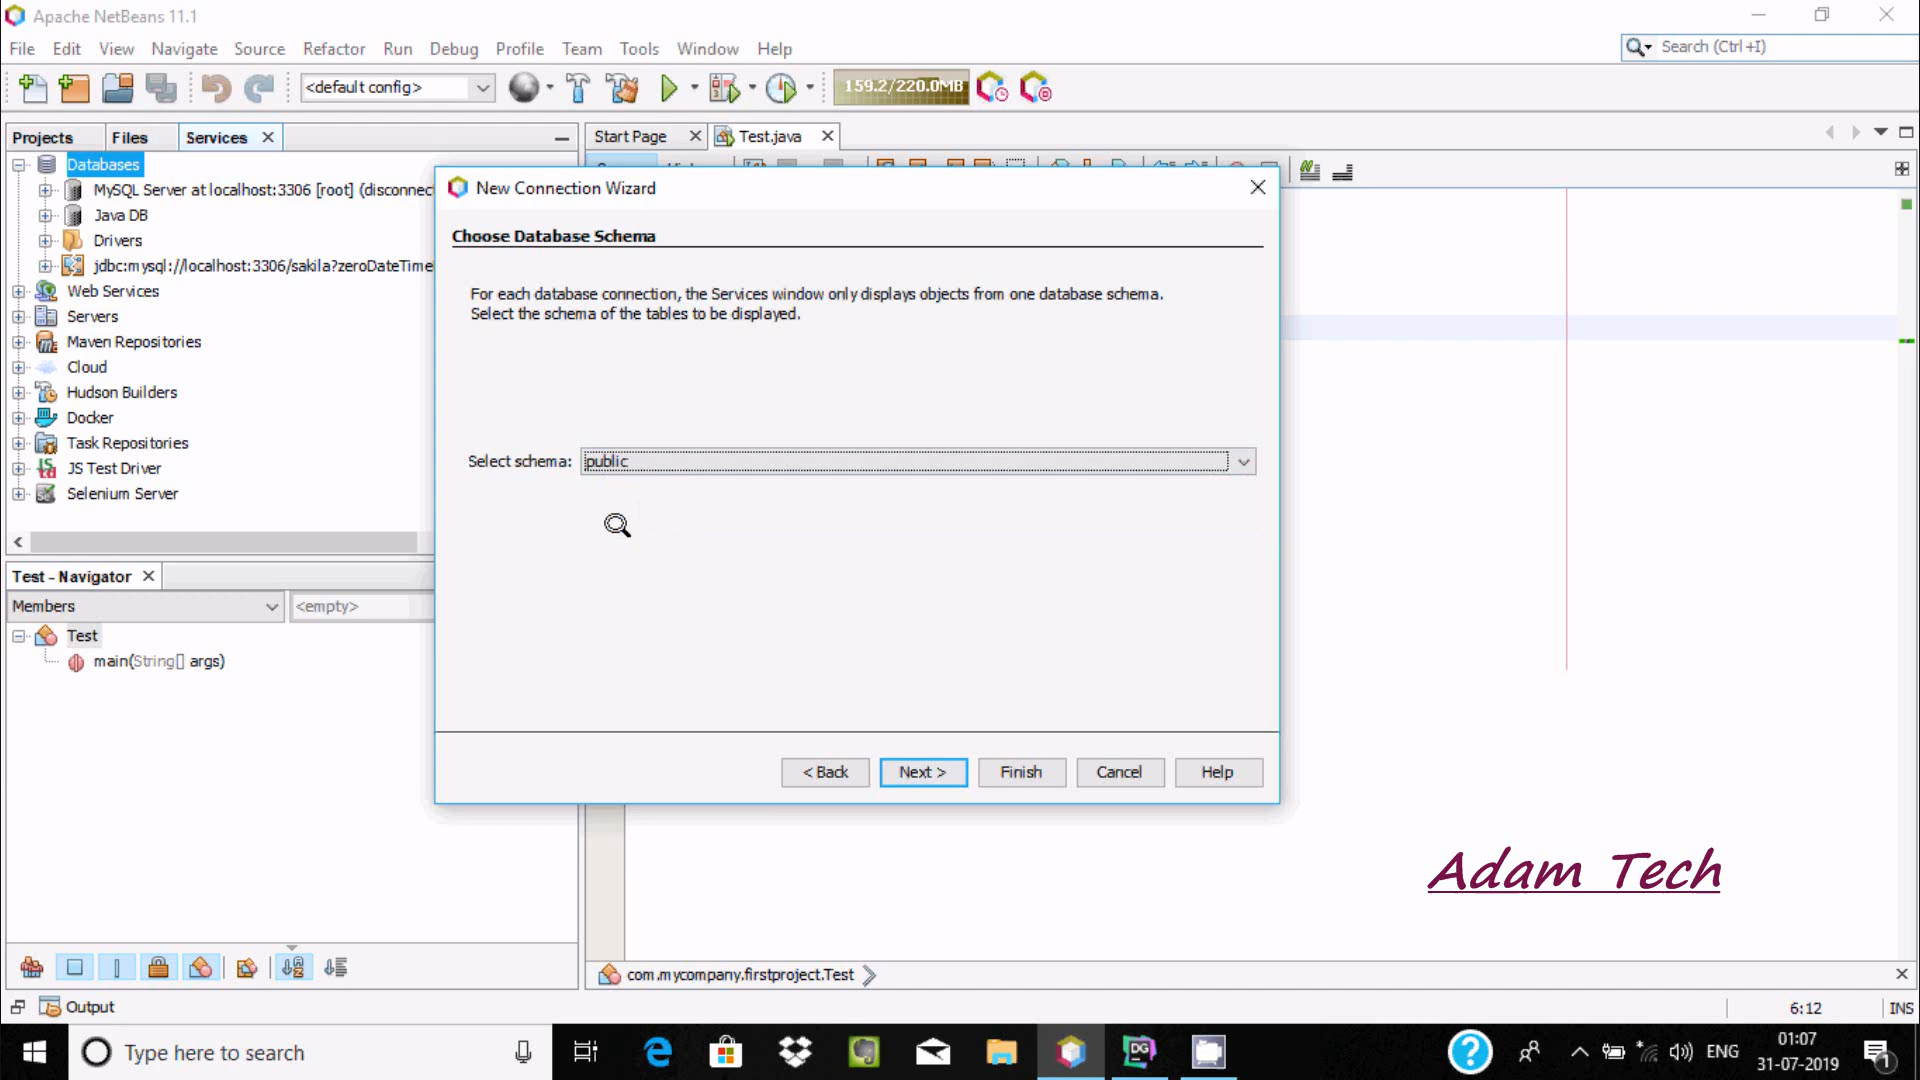 Apache NetBeans 11.1
File Edit View Navigate Source Refactor Run Debug Profile Team Tools Window Help
Search (Ctrl+I)
<default config>
159.2/220.0MB
Projects Files Services
Start Page Test.java
Databases
MySQL Server at localhost:3306 [root] (disconnec
Java DB
Drivers
jdbc:mysql://localhost:3306/sakila?zeroDateTime
Web Services
Servers
Maven Repositories
Cloud
Hudson Builders
Docker
Task Repositories
JS Test Driver
Selenium Server
New Connection Wizard
Choose Database Schema
For each database connection, the Services window only displays objects from one database schema.
Select the schema of the tables to be displayed.
Select schema: public
< Back Next > Finish Cancel Help
Test - Navigator
Members <empty>
Test
main(String[] args)
Adam Tech
com.mycompany.firstproject.Test
Output
6:12 INS
Type here to search
DG
ENG
01:07
31-07-2019
1